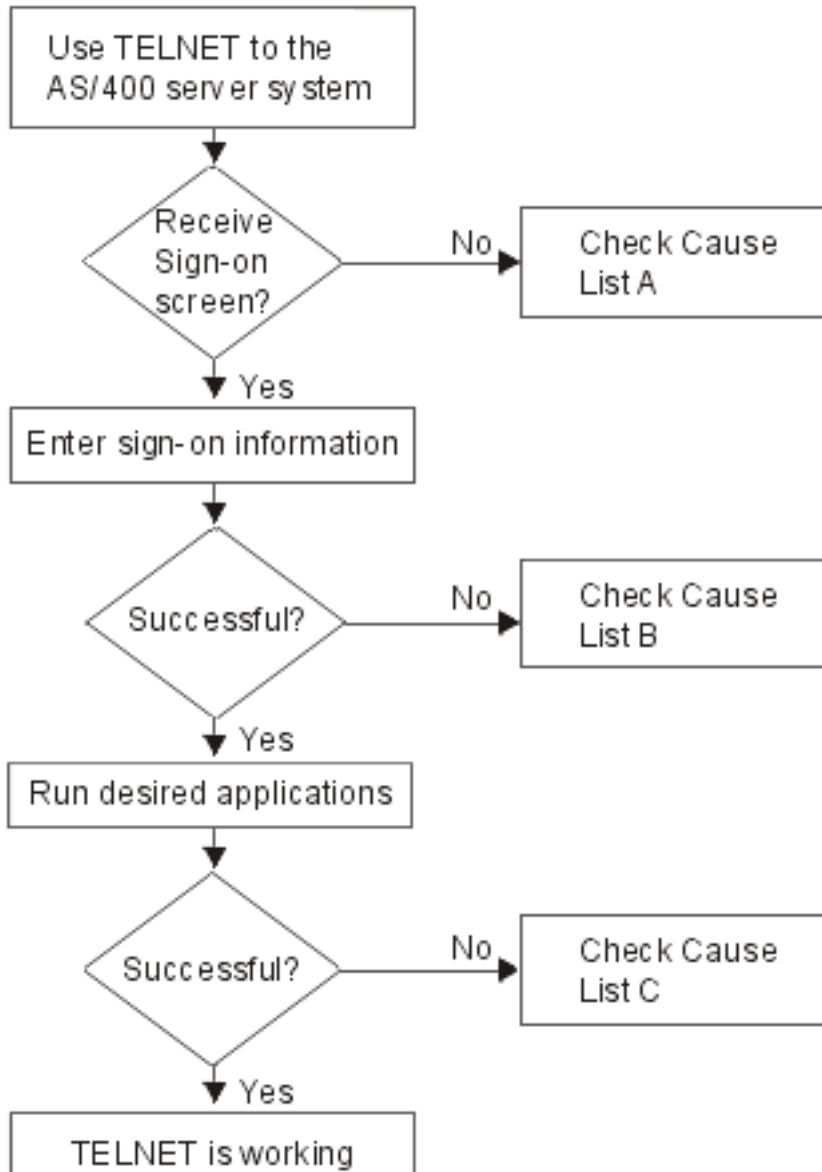 Use TELNET to the
AS/400 server system
Receive
Sign-on
screen?
No
Check Cause
List A
Yes
Enter sign-on information
Successful?
No
Check Cause
List B
Yes
Run desired applications
Successful?
No
Check Cause
List C
Yes
TELNET is working